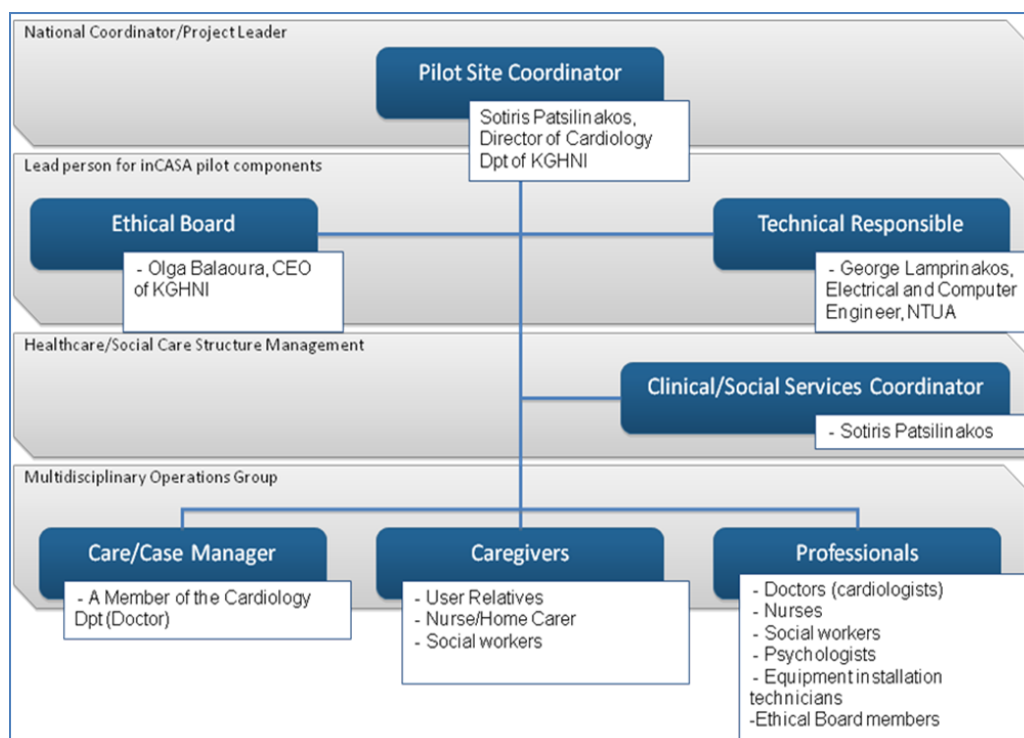 National Coordinator/Project Leader
Pilot Site Coordinator
Sotiris Patsilinakos,
Director of Cardiology
Dpt of KGHNI
Lead person for inCASA pilot components
Ethical Board
- Olga Balaoura, CEO
of KGHNI
Technical Responsible
- George Lamprinakos,
Electrical and Computer
Engineer, NTUA
Healthcare/Social Care Structure Management
Clinical/Social Services Coordinator
- Sotiris Patsilinakos
Multidisciplinary Operations Group
Care/Case Manager
- A Member of the Cardiology
Dpt (Doctor)
Caregivers
- User Relatives
- Nurse/Home Carer
- Social workers
Professionals
- Doctors (cardiologists)
- Nurses
- Social workers
- Psychologists
- Equipment installation
technicians
-Ethical Board members